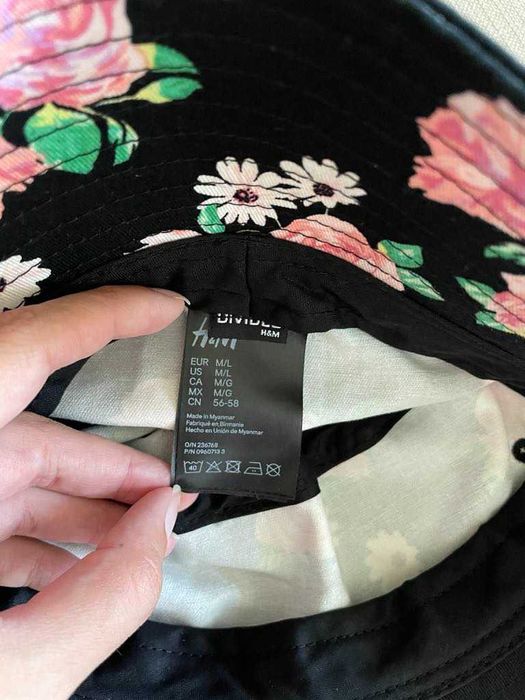 DIVIDED
H&M
H&M
EUR M/L
US M/L
CA M/G
MX M/G
CN 56-58
Made in Myanmar
Fabriqué en Birmanie
Hecho en Unión de Myanmar
O/N 236768
P/N 0960713 3
40